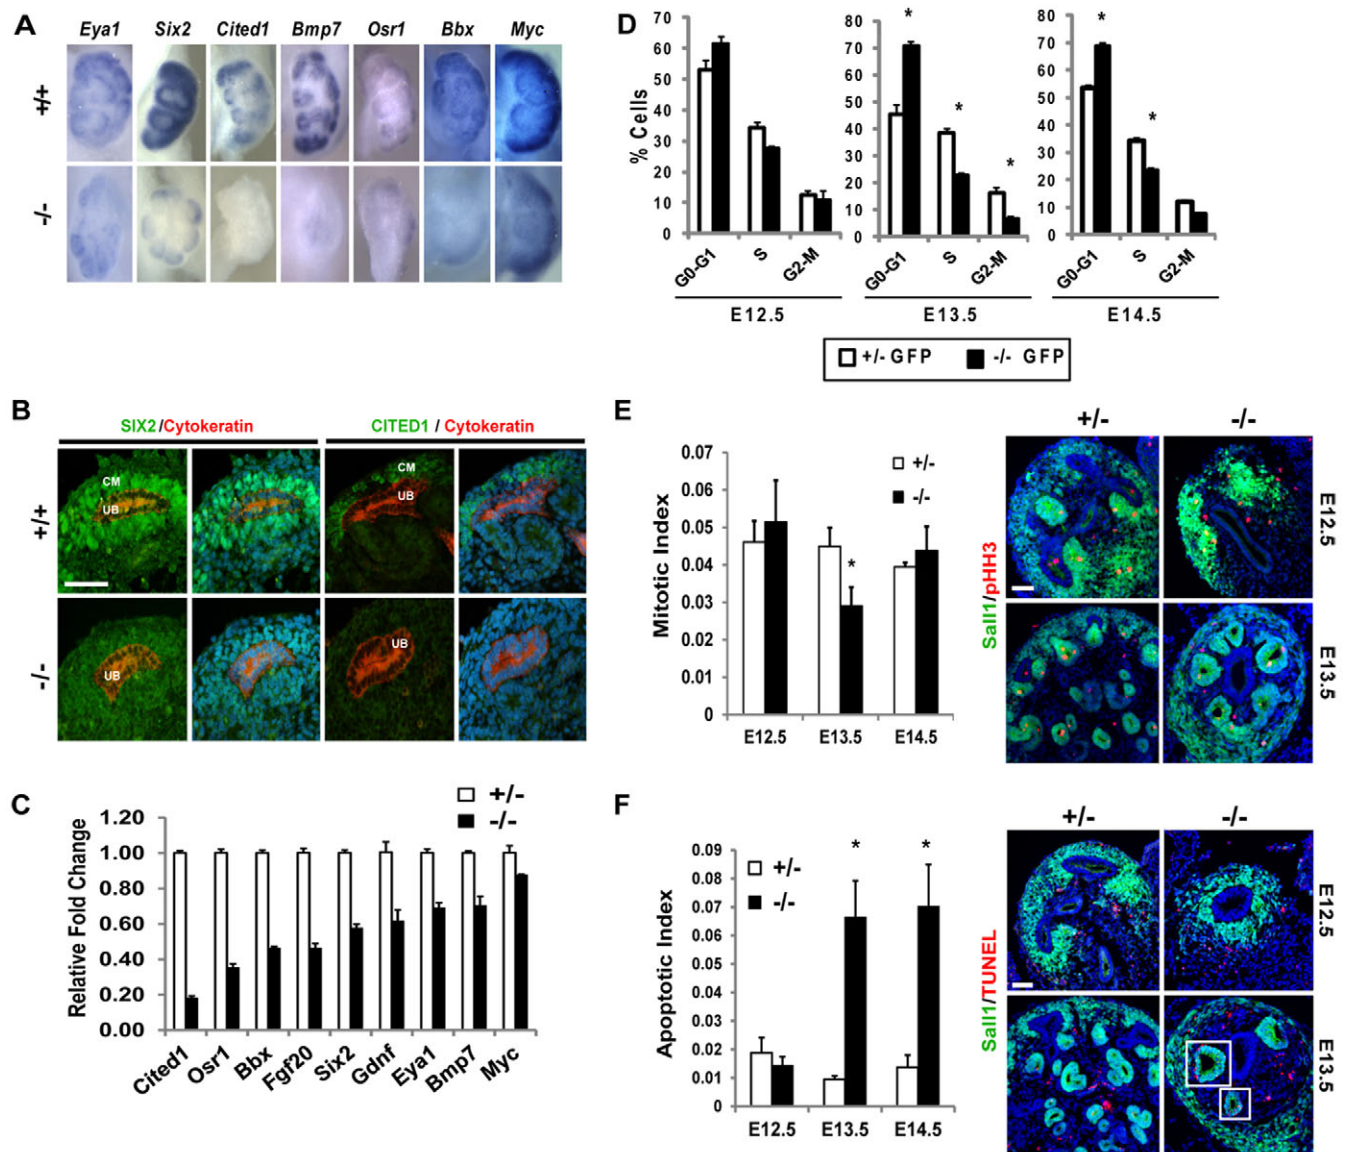 A
Eya1 Six2 Cited1 Bmp7 Osr1 Bbx Myc
+/+
-/-
B
SIX2/Cytokeratin CITED1 / Cytokeratin
+/+
CM
UB
CM
UB
-/-
UB
UB
C
+/-
-/-
Relative Fold Change
1.20
1.00
0.80
0.60
0.40
0.20
0.00
Cited1 Osr1 Bbx Fgf20 Six2 Gdnf Eya1 Bmp7 Myc
D
% Cells
70
60
50
40
30
20
10
0
G0-G1 S G2-M
E12.5
80
70
60
50
40
30
20
10
0
* * *
G0-G1 S G2-M
E13.5
80
70
60
50
40
30
20
10
0
* *
G0-G1 S G2-M
E14.5
+/- GFP -/- GFP
E
Mitotic Index
0.07
0.06
0.05
0.04
0.03
0.02
0.01
0
+/-
-/-
*
E12.5 E13.5 E14.5
+/- -/-
Sall1/pHH3
E12.5
E13.5
F
Apoptotic Index
0.09
0.08
0.07
0.06
0.05
0.04
0.03
0.02
0.01
0
+/-
-/-
* *
E12.5 E13.5 E14.5
+/- -/-
Sall1/TUNEL
E12.5
E13.5